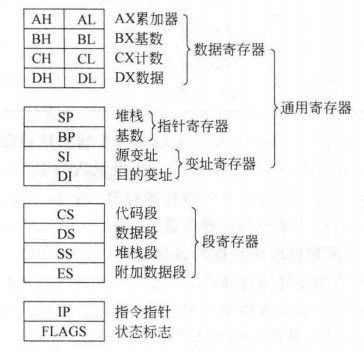 AH AL AX累加器
BH BL BX基数
CH CL CX计数
DH DL DX数据
数据寄存器
SP 堆栈
BP 基数
指针寄存器
SI 源变址
DI 目的变址
变址寄存器
通用寄存器
CS 代码段
DS 数据段
SS 堆栈段
ES 附加数据段
段寄存器
IP 指令指针
FLAGS 状态标志